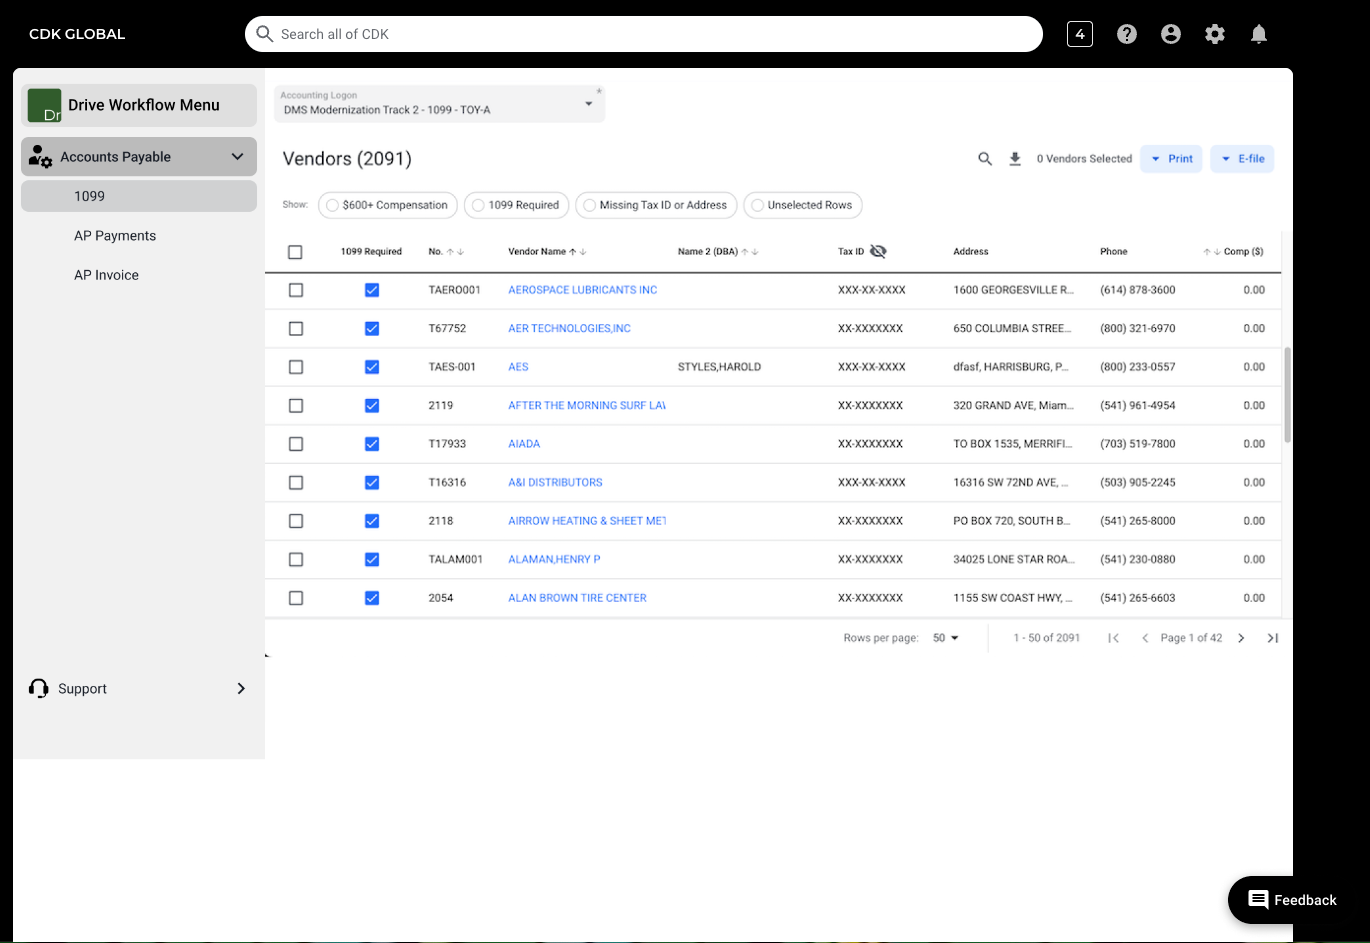 CDK GLOBAL
Search all of CDK
4
Dr
Drive Workflow Menu
Accounts Payable
1099
AP Payments
AP Invoice
Support
Accounting Logon *
DMS Modernization Track 2 - 1099 - TOY-A
Vendors (2091)
0 Vendors Selected
Print
E-file
Show:
$600+ Compensation
1099 Required
Missing Tax ID or Address
Unselected Rows
1099 Required No. Vendor Name Name 2 (DBA) Tax ID Address Phone Comp ($)
TAERO001 AEROSPACE LUBRICANTS INC XXX-XX-XXXX 1600 GEORGESVILLE R... (614) 878-3600 0.00
T67752 AER TECHNOLOGIES,INC XX-XXXXXXX 650 COLUMBIA STREE... (800) 321-6970 0.00
TAES-001 AES STYLES,HAROLD XXX-XX-XXXX dfasf, HARRISBURG, P... (800) 233-0557 0.00
2119 AFTER THE MORNING SURF LAW XX-XXXXXXX 320 GRAND AVE, Miam... (541) 961-4954 0.00
T17933 AIADA XX-XXXXXXX TO BOX 1535, MERRIFI... (703) 519-7800 0.00
T16316 A&I DISTRIBUTORS XXX-XX-XXXX 16316 SW 72ND AVE, ... (503) 905-2245 0.00
2118 AIRROW HEATING & SHEET MET XX-XXXXXXX PO BOX 720, SOUTH B... (541) 265-8000 0.00
TALAM001 ALAMAN,HENRY P XX-XXXXXXX 34025 LONE STAR ROA... (541) 230-0880 0.00
2054 ALAN BROWN TIRE CENTER XX-XXXXXXX 1155 SW COAST HWY, ... (541) 265-6603 0.00
Rows per page: 50 1 - 50 of 2091 Page 1 of 42
Feedback